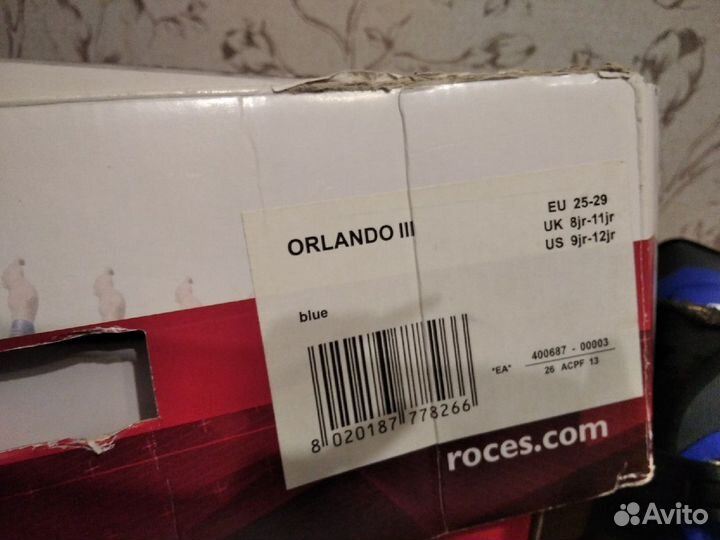 EU 25-29
UK 8jr-11jr
US 9jr-12jr
ORLANDO III
blue
400687 - 00003
"EA" 26 ACPF 13
8 020187 778266
roces.com
Avito